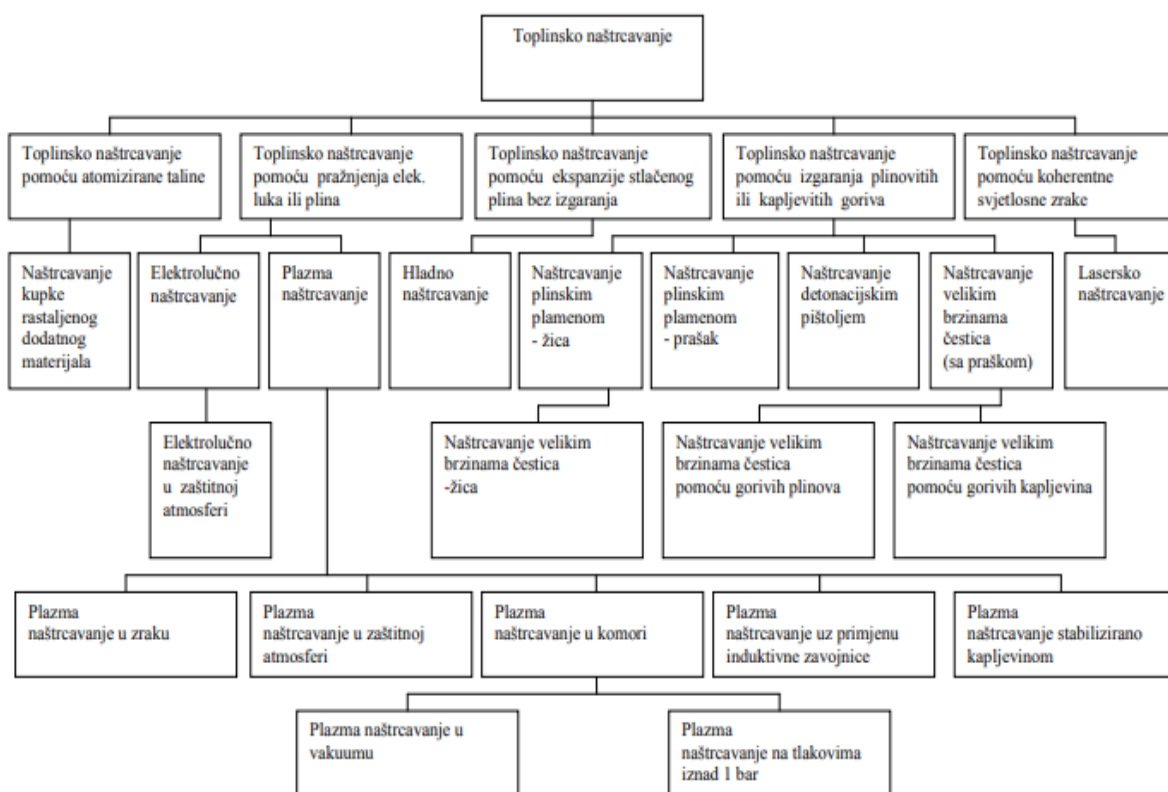 Toplinsko naštrcavanje
Toplinsko naštrcavanje
pomoću atomizirane taline
Toplinsko naštrcavanje
pomoću pražnjenja elek.
luka ili plina
Toplinsko naštrcavanje
pomoću ekspanzije stlačenog
plina bez izgaranja
Toplinsko naštrcavanje
pomoću izgaranja plinovitih
ili kapljevitih goriva
Toplinsko naštrcavanje
pomoću koherentne
svjetlosne zrake
Naštrcavanje
kupke
rastaljenog
dodatnog
materijala
Elektrolučno
naštrcavanje
Plazma
naštrcavanje
Hladno
naštrcavanje
Naštrcavanje
plinskim
plamenom
- žica
Naštrcavanje
plinskim
plamenom
- prašak
Naštrcavanje
detonacijskim
pištoljem
Naštrcavanje
velikim
brzinama
čestica
(sa praškom)
Lasersko
naštrcavanje
Elektrolučno
naštrcavanje
u zaštitnoj
atmosferi
Naštrcavanje velikim
brzinama čestica
-žica
Naštrcavanje velikim
brzinama čestica
pomoću gorivih plinova
Naštrcavanje velikim
brzinama čestica
pomoću gorivih kapljevina
Plazma
naštrcavanje u zraku
Plazma
naštrcavanje u zaštitnoj
atmosferi
Plazma
naštrcavanje u komori
Plazma
naštrcavanje uz primjenu
induktivne zavojnice
Plazma
naštrcavanje stabilizirano
kapljevinom
Plazma naštrcavanje u
vakuumu
Plazma
naštrcavanje na tlakovima
iznad 1 bar